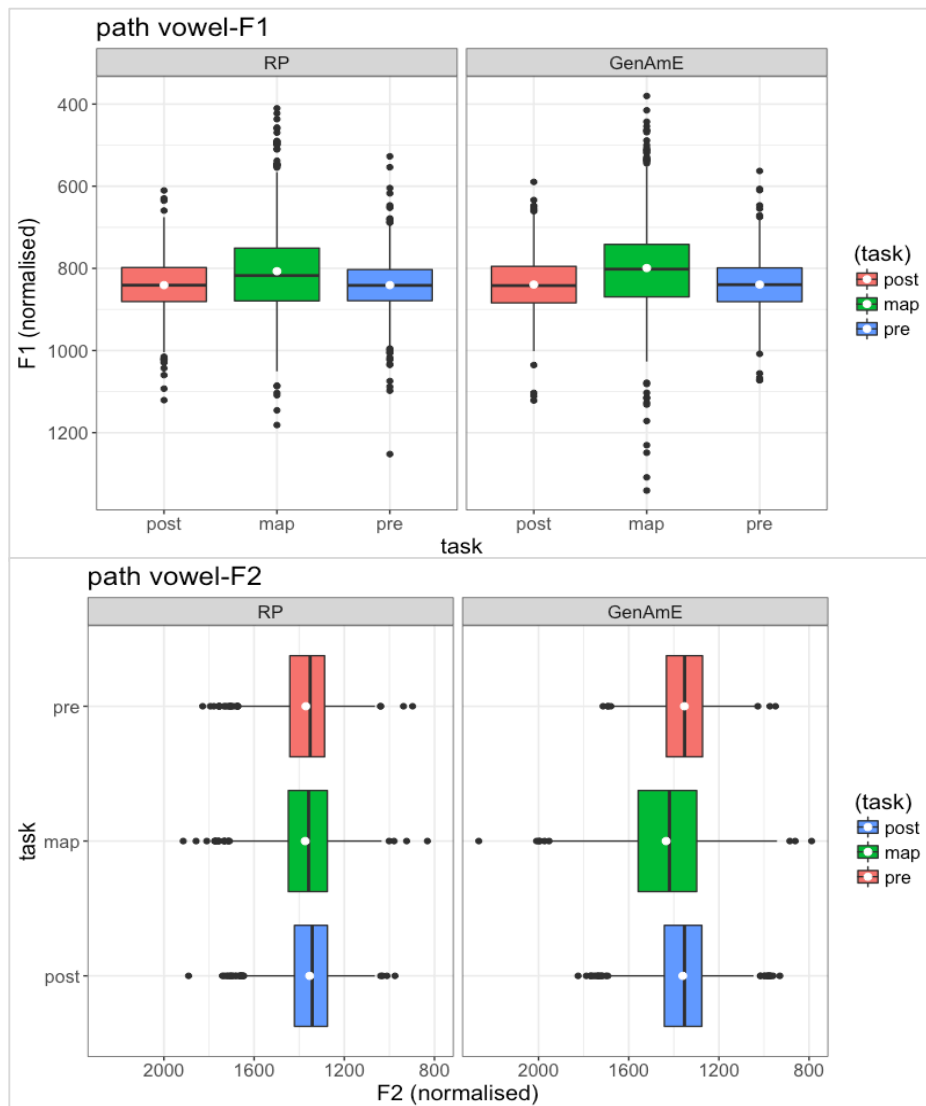 path vowel-F1
RP GenAmE
400
600
800
1000
1200
F1 (normalised)
post map pre post map pre
task
(task)
post
map
pre
path vowel-F2
RP GenAmE
pre
map
post
task
2000 1600 1200 800 2000 1600 1200 800
F2 (normalised)
(task)
post
map
pre